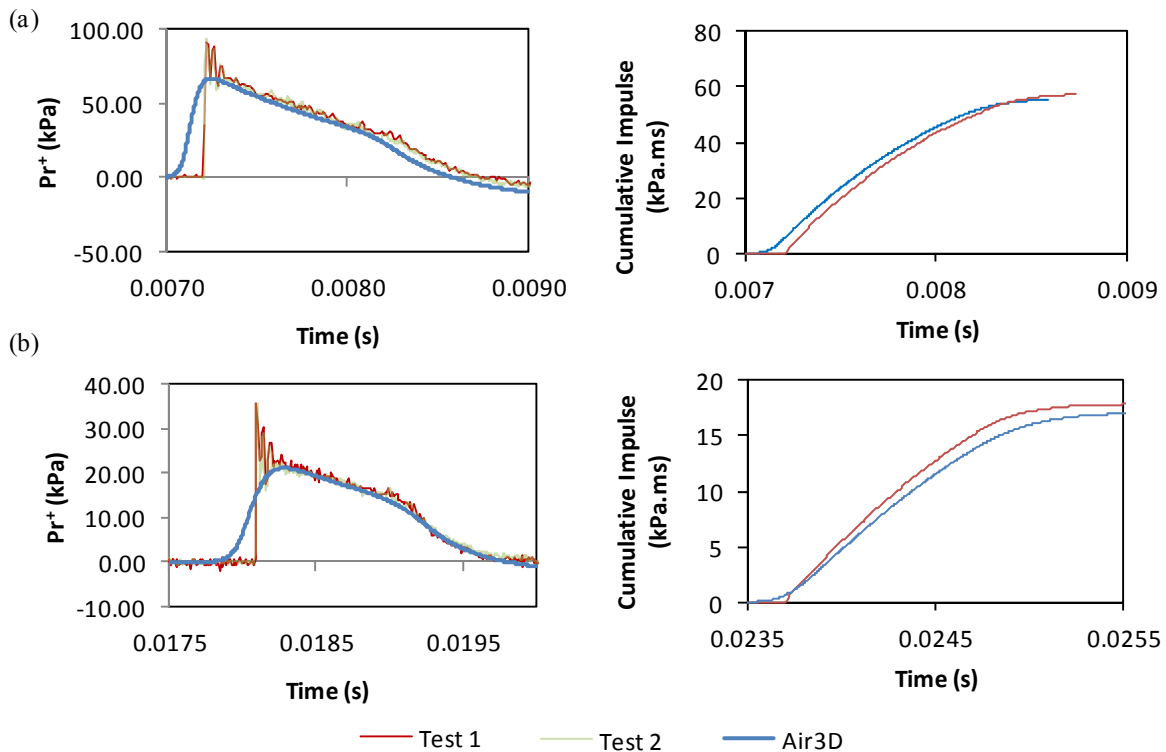 (a)
100.00
50.00
0.00
-50.00
Pr⁺ (kPa)
0.0070 0.0080 0.0090
Time (s)
80
60
40
20
0
Cumulative Impulse
(kPa.ms)
0.007 0.008 0.009
Time (s)
(b)
40.00
30.00
20.00
10.00
0.00
-10.00
Pr⁺ (kPa)
0.0175 0.0185 0.0195
Time (s)
20
15
10
5
0
Cumulative Impulse
(kPa.ms)
0.0235 0.0245 0.0255
Time (s)
Test 1 Test 2 Air3D